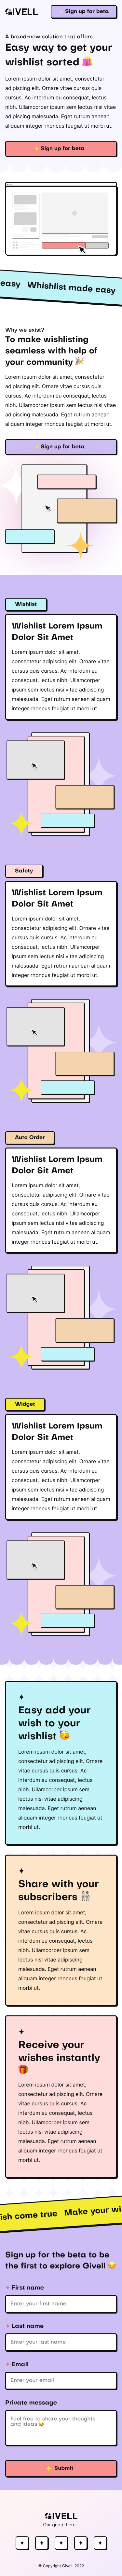 GIVELL
Sign up for beta
A brand-new solution that offers
Easy way to get your
wishlist sorted 🛍️
Lorem ipsum dolor sit amet, consectetur
adipiscing elit. Ornare vitae cursus quis
cursus. Ac interdum eu consequat, lectus
nibh. Ullamcorper ipsum sem lectus nisi vitae
adipiscing malesuada. Eget rutrum aenean
aliquam integer rhoncus feugiat ut morbi ut.
Sign up for beta
easy Whishlist made easy
Why we exist?
To make wishlisting
seamless with help of
your community 🎉
Lorem ipsum dolor sit amet, consectetur
adipiscing elit. Ornare vitae cursus quis
cursus. Ac interdum eu consequat, lectus
nibh. Ullamcorper ipsum sem lectus nisi vitae
adipiscing malesuada. Eget rutrum aenean
aliquam integer rhoncus feugiat ut morbi ut.
Sign up for beta
Wishlist
Wishlist Lorem Ipsum
Dolor Sit Amet
Lorem ipsum dolor sit amet,
consectetur adipiscing elit. Ornare vitae
cursus quis cursus. Ac interdum eu
consequat, lectus nibh. Ullamcorper
ipsum sem lectus nisi vitae adipiscing
malesuada. Eget rutrum aenean aliquam
integer rhoncus feugiat ut morbi ut.
Safety
Wishlist Lorem Ipsum
Dolor Sit Amet
Lorem ipsum dolor sit amet,
consectetur adipiscing elit. Ornare vitae
cursus quis cursus. Ac interdum eu
consequat, lectus nibh. Ullamcorper
ipsum sem lectus nisi vitae adipiscing
malesuada. Eget rutrum aenean aliquam
integer rhoncus feugiat ut morbi ut.
Auto Order
Wishlist Lorem Ipsum
Dolor Sit Amet
Lorem ipsum dolor sit amet,
consectetur adipiscing elit. Ornare vitae
cursus quis cursus. Ac interdum eu
consequat, lectus nibh. Ullamcorper
ipsum sem lectus nisi vitae adipiscing
malesuada. Eget rutrum aenean aliquam
integer rhoncus feugiat ut morbi ut.
Widget
Wishlist Lorem Ipsum
Dolor Sit Amet
Lorem ipsum dolor sit amet,
consectetur adipiscing elit. Ornare vitae
cursus quis cursus. Ac interdum eu
consequat, lectus nibh. Ullamcorper
ipsum sem lectus nisi vitae adipiscing
malesuada. Eget rutrum aenean aliquam
integer rhoncus feugiat ut morbi ut.
Easy add your
wish to your
wishlist 🥳
Lorem ipsum dolor sit amet,
consectetur adipiscing elit. Ornare
vitae cursus quis cursus. Ac
interdum eu consequat, lectus
nibh. Ullamcorper ipsum sem
lectus nisi vitae adipiscing
malesuada. Eget rutrum aenean
aliquam integer rhoncus feugiat ut
morbi ut.
Share with your
subscribers
Lorem ipsum dolor sit amet,
consectetur adipiscing elit. Ornare
vitae cursus quis cursus. Ac
interdum eu consequat, lectus
nibh. Ullamcorper ipsum sem
lectus nisi vitae adipiscing
malesuada. Eget rutrum aenean
aliquam integer rhoncus feugiat ut
morbi ut.
Receive your
wishes instantly
🎁
Lorem ipsum dolor sit amet,
consectetur adipiscing elit. Ornare
vitae cursus quis cursus. Ac
interdum eu consequat, lectus
nibh. Ullamcorper ipsum sem
lectus nisi vitae adipiscing
malesuada. Eget rutrum aenean
aliquam integer rhoncus feugiat ut
morbi ut.
ish come true Make your wi
Sign up for the beta to be
the first to explore Givell
First name
Enter your first name
Last name
Enter your last name
Email
Enter your email
Private message
Feel free to share your thoughts
and ideas
Submit
GIVELL
Our quote here...
© Copyright Givell. 2022